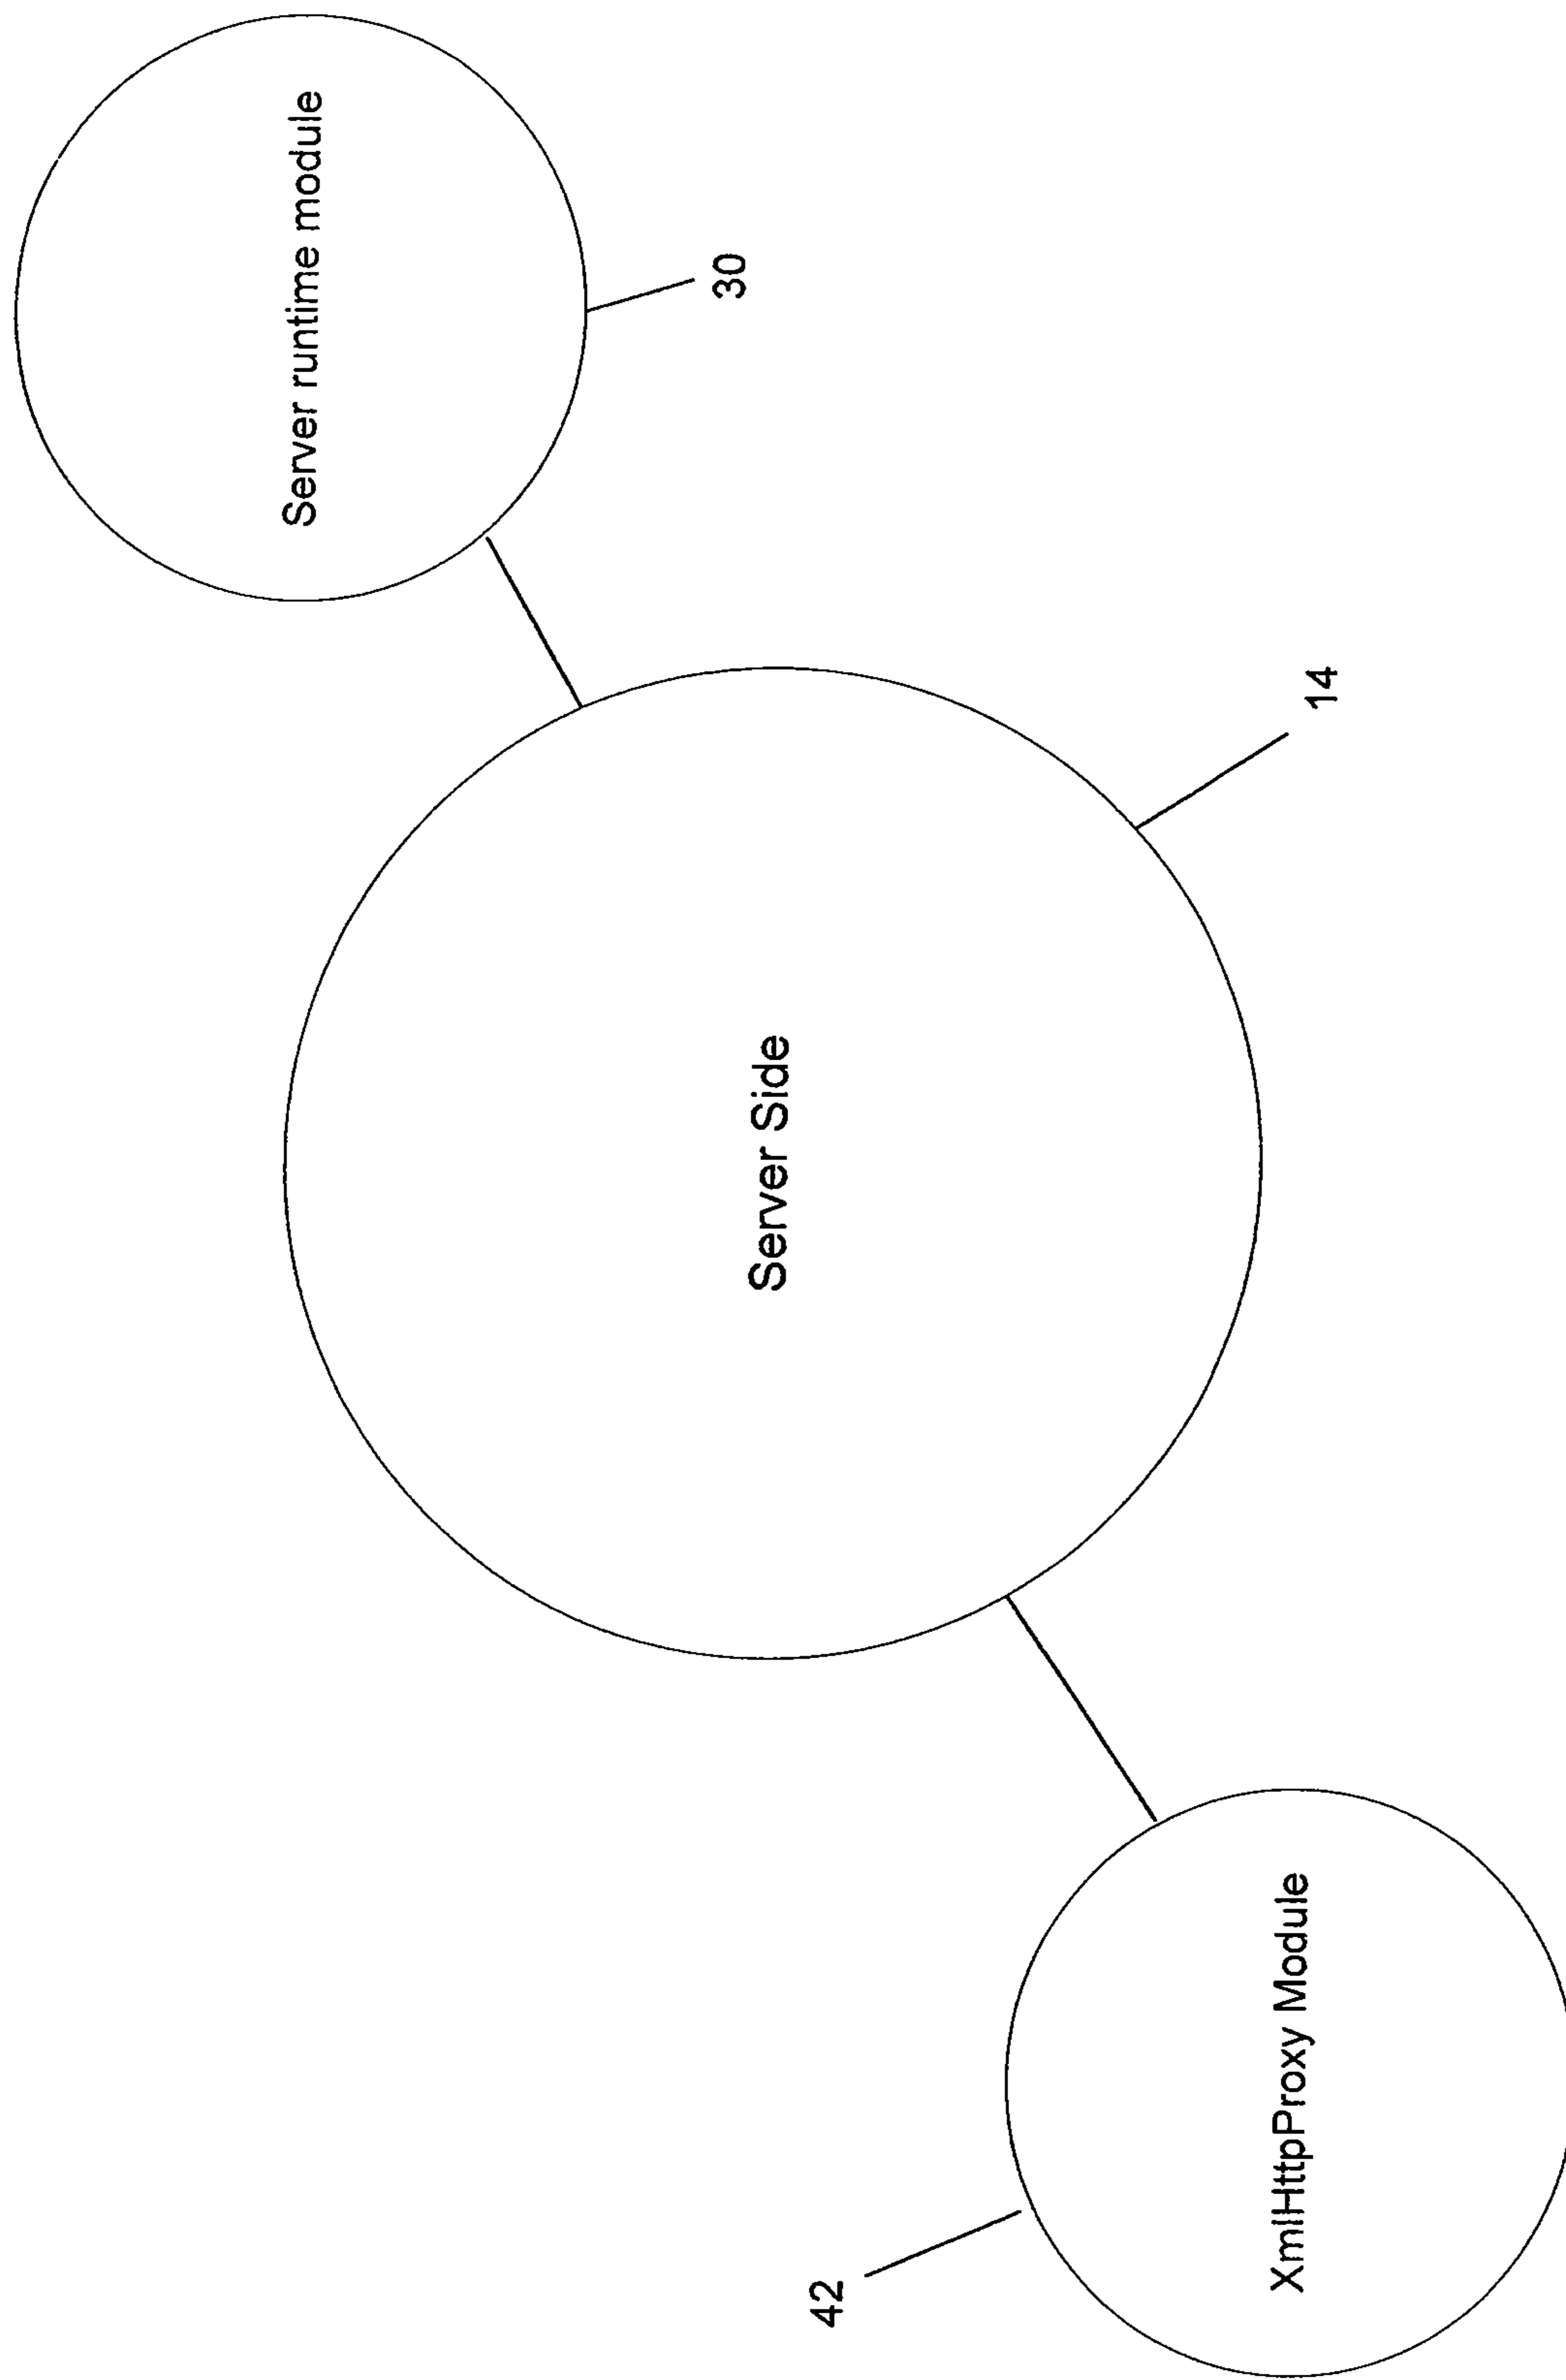 Server runtime module
30
14
Server Side
XmlHttpProxy Module
42